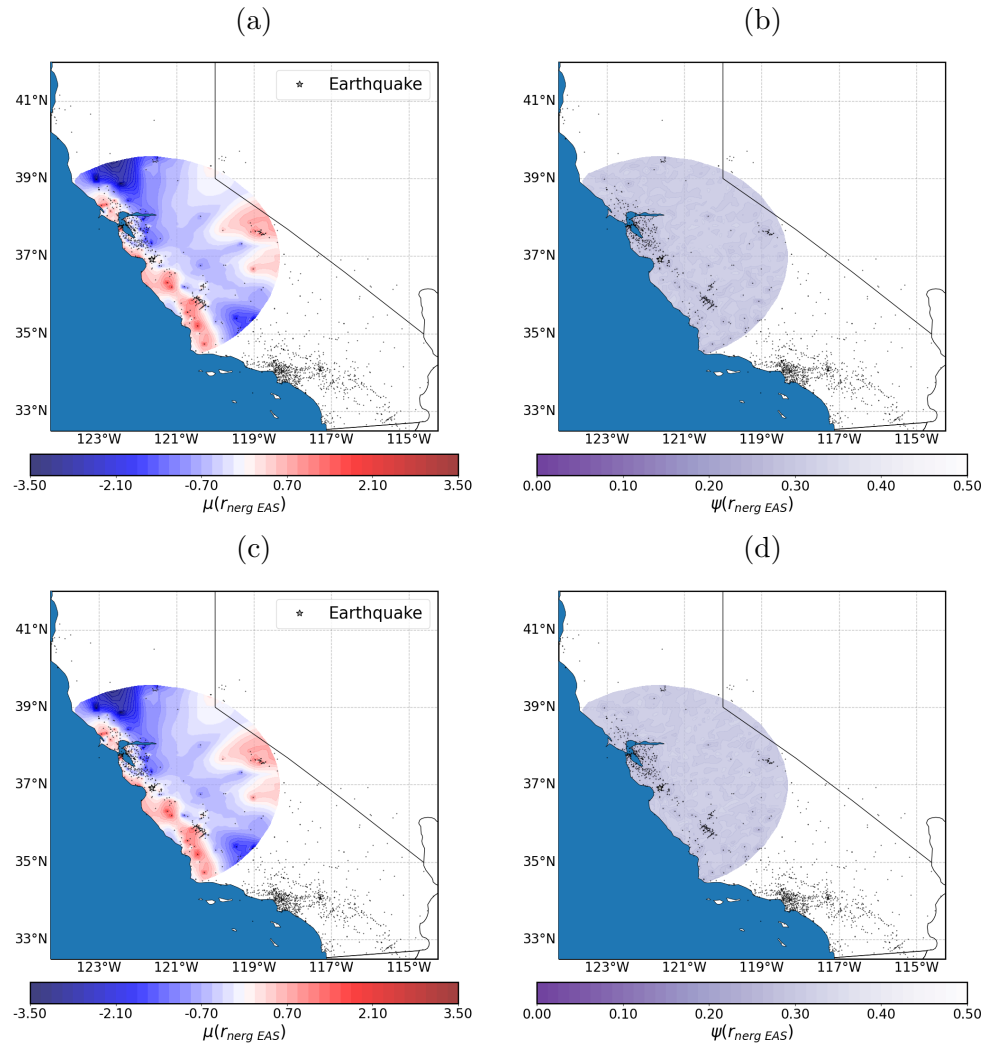 (a) (b)
Earthquake
41°N 41°N
39°N 39°N
37°N 37°N
35°N 35°N
33°N 33°N
123°W 121°W 119°W 117°W 115°W 123°W 121°W 119°W 117°W 115°W
-3.50 -2.10 -0.70 0.70 2.10 3.50 0.00 0.10 0.20 0.30 0.40 0.50
μ(r_nerg EAS) ψ(r_nerg EAS)
(c) (d)
Earthquake
41°N 41°N
39°N 39°N
37°N 37°N
35°N 35°N
33°N 33°N
123°W 121°W 119°W 117°W 115°W 123°W 121°W 119°W 117°W 115°W
-3.50 -2.10 -0.70 0.70 2.10 3.50 0.00 0.10 0.20 0.30 0.40 0.50
μ(r_nerg EAS) ψ(r_nerg EAS)